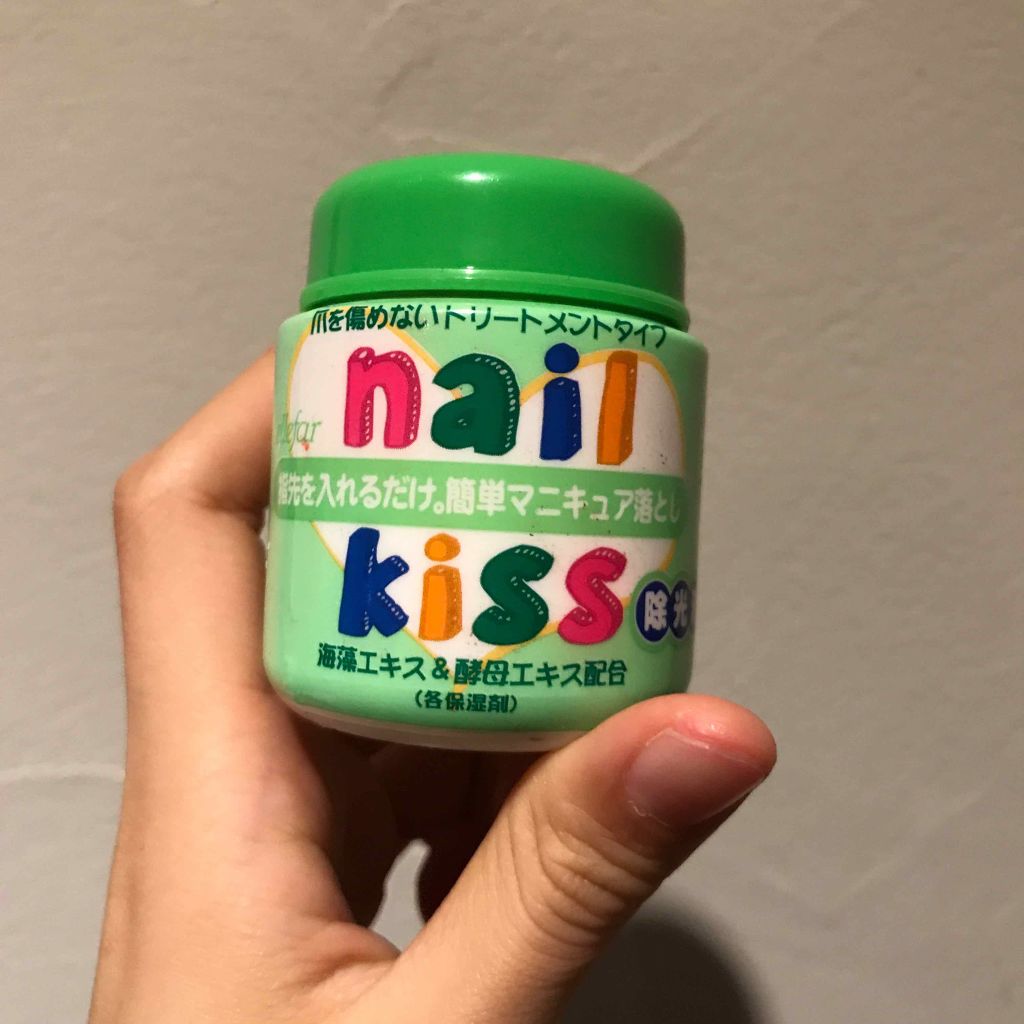 爪を傷めないトリートメントタイプ
nail
指先を入れるだけ。簡単マニキュア落とし
kiss
除光
海藻エキス&酵母エキス配合
(各保湿剤)